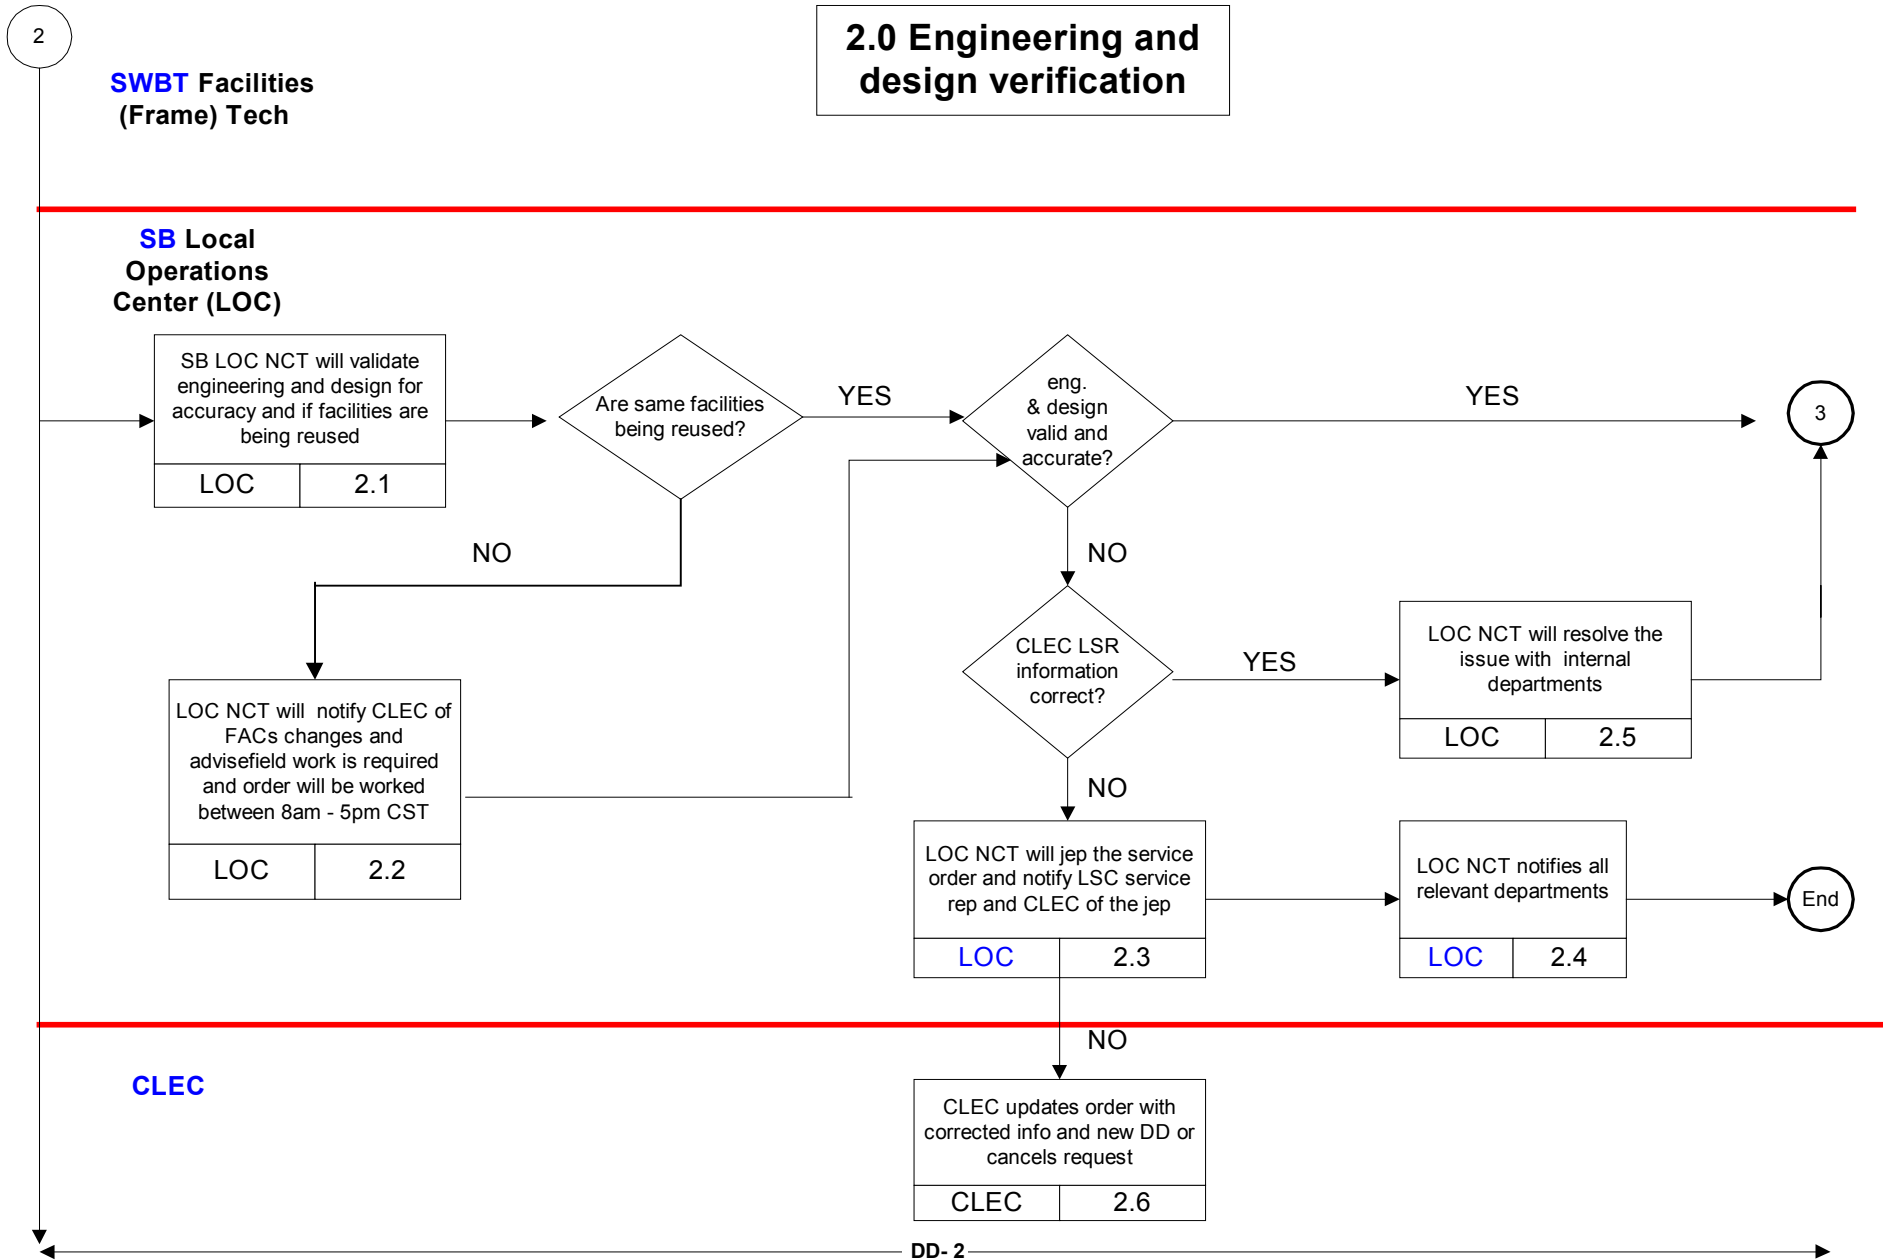 2
2.0 Engineering and
design verification
SWBT Facilities
(Frame) Tech
SB Local
Operations
Center (LOC)
SB LOC NCT will validate
engineering and design for
accuracy and if facilities are
being reused
LOC 2.1
Are same facilities
being reused?
YES
NO
eng.
& design
valid and
accurate?
YES
3
NO
LOC NCT will notify CLEC of
FACs changes and
advisefield work is required
and order will be worked
between 8am - 5pm CST
LOC 2.2
CLEC LSR
information
correct?
YES
LOC NCT will resolve the
issue with internal
departments
LOC 2.5
NO
LOC NCT will jep the service
order and notify LSC service
rep and CLEC of the jep
LOC 2.3
LOC NCT notifies all
relevant departments
LOC 2.4
End
NO
CLEC
CLEC updates order with
corrected info and new DD or
cancels request
CLEC 2.6
DD- 2